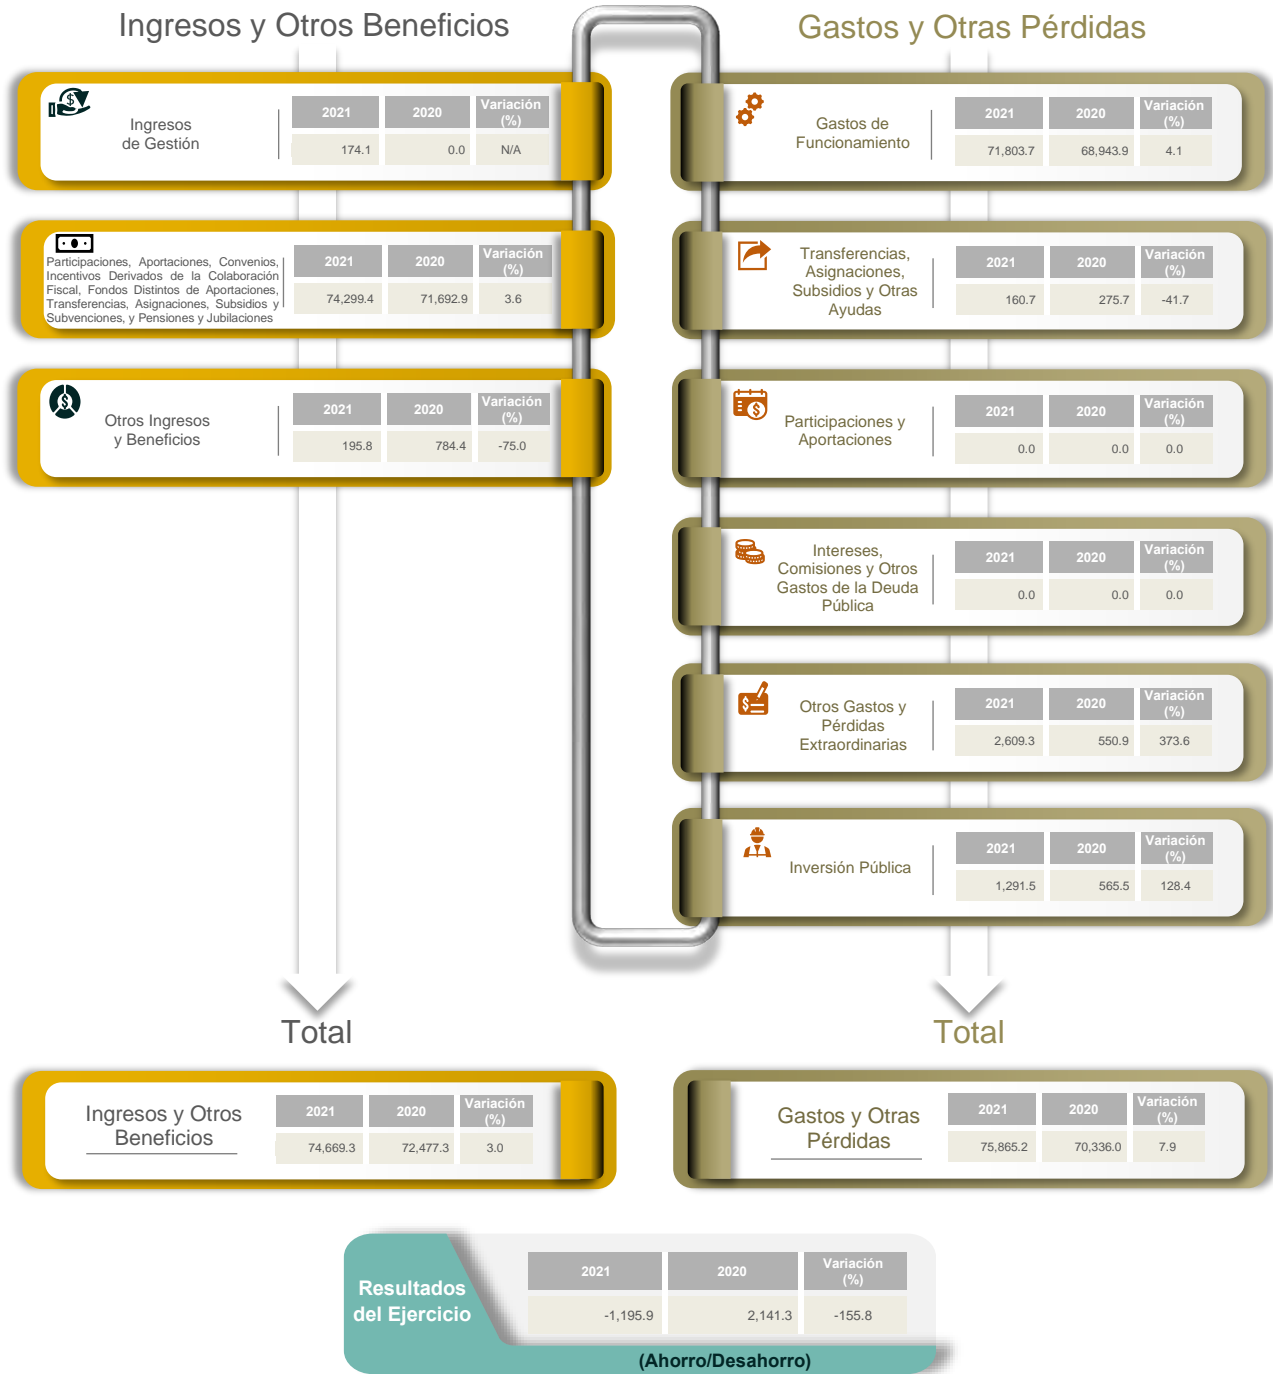 Ingresos y Otros Beneficios
Ingresos
de Gestión
2021 2020 Variación (%)
174.1 0.0 N/A
Participaciones, Aportaciones, Convenios,
Incentivos Derivados de la Colaboración
Fiscal, Fondos Distintos de Aportaciones,
Transferencias, Asignaciones, Subsidios y
Subvenciones, y Pensiones y Jubilaciones
2021 2020 Variación (%)
74,299.4 71,692.9 3.6
Otros Ingresos
y Beneficios
2021 2020 Variación (%)
195.8 784.4 -75.0
Total
Ingresos y Otros
Beneficios
2021 2020 Variación (%)
74,669.3 72,477.3 3.0
Gastos y Otras Pérdidas
Gastos de
Funcionamiento
2021 2020 Variación (%)
71,803.7 68,943.9 4.1
Transferencias,
Asignaciones,
Subsidios y Otras
Ayudas
2021 2020 Variación (%)
160.7 275.7 -41.7
Participaciones y
Aportaciones
2021 2020 Variación (%)
0.0 0.0 0.0
Intereses,
Comisiones y Otros
Gastos de la Deuda
Pública
2021 2020 Variación (%)
0.0 0.0 0.0
Otros Gastos y
Pérdidas
Extraordinarias
2021 2020 Variación (%)
2,609.3 550.9 373.6
Inversión Pública
2021 2020 Variación (%)
1,291.5 565.5 128.4
Total
Gastos y Otras
Pérdidas
2021 2020 Variación (%)
75,865.2 70,336.0 7.9
Resultados
del Ejercicio
2021 2020 Variación (%)
-1,195.9 2,141.3 -155.8
(Ahorro/Desahorro)